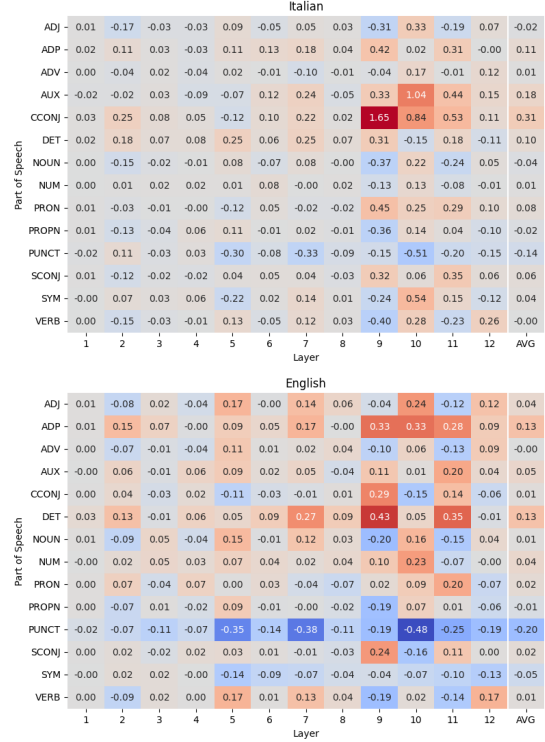 Italian
Part of Speech
ADJ 0.01 -0.17 -0.03 -0.03 0.09 -0.05 0.05 0.03 -0.31 0.33 -0.19 0.07 -0.02
ADP 0.02 0.11 0.03 -0.03 0.11 0.13 0.18 0.04 0.42 0.02 0.31 -0.00 0.11
ADV 0.00 -0.04 0.02 -0.04 0.02 -0.01 -0.10 -0.01 -0.04 0.17 -0.01 0.12 0.01
AUX -0.02 -0.02 0.03 -0.09 -0.07 0.12 0.24 -0.05 0.33 1.04 0.44 0.15 0.18
CCONJ 0.03 0.25 0.08 0.05 -0.12 0.10 0.22 0.02 1.65 0.84 0.53 0.11 0.31
DET 0.02 0.18 0.07 0.08 0.25 0.06 0.25 0.07 0.31 -0.15 0.18 -0.11 0.10
NOUN 0.00 -0.15 -0.02 -0.01 0.08 -0.07 0.08 -0.00 -0.37 0.22 -0.24 0.05 -0.04
NUM 0.00 0.01 0.02 0.02 0.01 0.08 -0.00 0.02 -0.13 0.13 -0.08 -0.01 0.01
PRON 0.01 -0.03 -0.01 -0.00 -0.12 0.05 -0.02 -0.02 0.45 0.25 0.29 0.10 0.08
PROPN 0.01 -0.13 -0.04 0.06 0.11 -0.01 0.02 0.01 -0.36 0.14 0.04 -0.10 -0.02
PUNCT -0.02 0.11 -0.03 0.03 -0.30 -0.08 -0.33 -0.09 -0.15 -0.51 -0.20 -0.15 -0.14
SCONJ 0.01 -0.12 -0.02 -0.02 0.04 0.05 0.04 -0.03 0.32 0.06 0.35 0.06 0.06
SYM -0.00 0.07 0.03 0.06 -0.22 0.02 0.14 0.01 -0.24 0.54 0.15 -0.12 0.04
VERB 0.00 -0.15 -0.03 -0.01 0.13 -0.05 0.12 0.03 -0.40 0.28 -0.23 0.26 -0.00
1 2 3 4 5 6 7 8 9 10 11 12 AVG
Layer
English
Part of Speech
ADJ 0.01 -0.08 0.02 -0.04 0.17 -0.00 0.14 0.06 -0.04 0.24 -0.12 0.12 0.04
ADP 0.01 0.15 0.07 -0.00 0.09 0.05 0.17 -0.00 0.33 0.33 0.28 0.09 0.13
ADV 0.00 -0.07 -0.01 -0.04 0.11 0.01 0.02 0.04 -0.10 0.06 -0.13 0.09 -0.00
AUX -0.00 0.06 -0.01 0.06 0.09 0.02 0.05 -0.04 0.11 0.01 0.20 0.04 0.05
CCONJ 0.00 0.04 -0.03 0.02 -0.11 -0.03 -0.01 0.01 0.29 -0.15 0.14 -0.06 0.01
DET 0.03 0.13 -0.01 0.06 0.05 0.09 0.27 0.09 0.43 0.05 0.35 -0.01 0.13
NOUN 0.01 -0.09 0.05 -0.04 0.15 -0.01 0.12 0.03 -0.20 0.16 -0.15 0.04 0.01
NUM -0.00 0.02 0.05 0.03 0.07 0.04 0.02 0.04 0.10 0.23 -0.07 -0.00 0.04
PRON 0.00 0.07 -0.04 0.07 0.00 0.03 -0.04 -0.07 0.02 0.09 0.20 -0.07 0.02
PROPN 0.00 -0.07 0.01 -0.02 0.09 -0.01 -0.00 -0.02 -0.19 0.07 0.01 -0.06 -0.01
PUNCT -0.02 -0.07 -0.11 -0.07 -0.35 -0.14 -0.38 -0.11 -0.19 -0.48 -0.25 -0.19 -0.20
SCONJ 0.00 0.02 -0.02 0.02 0.03 0.01 -0.01 -0.03 0.24 -0.16 0.11 0.00 0.02
SYM -0.00 0.02 0.02 -0.00 -0.14 -0.09 -0.07 -0.04 -0.02 -0.07 -0.10 -0.13 -0.05
VERB 0.00 -0.09 0.02 -0.00 0.17 0.01 0.13 0.04 -0.19 0.02 -0.14 0.17 0.01
1 2 3 4 5 6 7 8 9 10 11 12 AVG
Layer